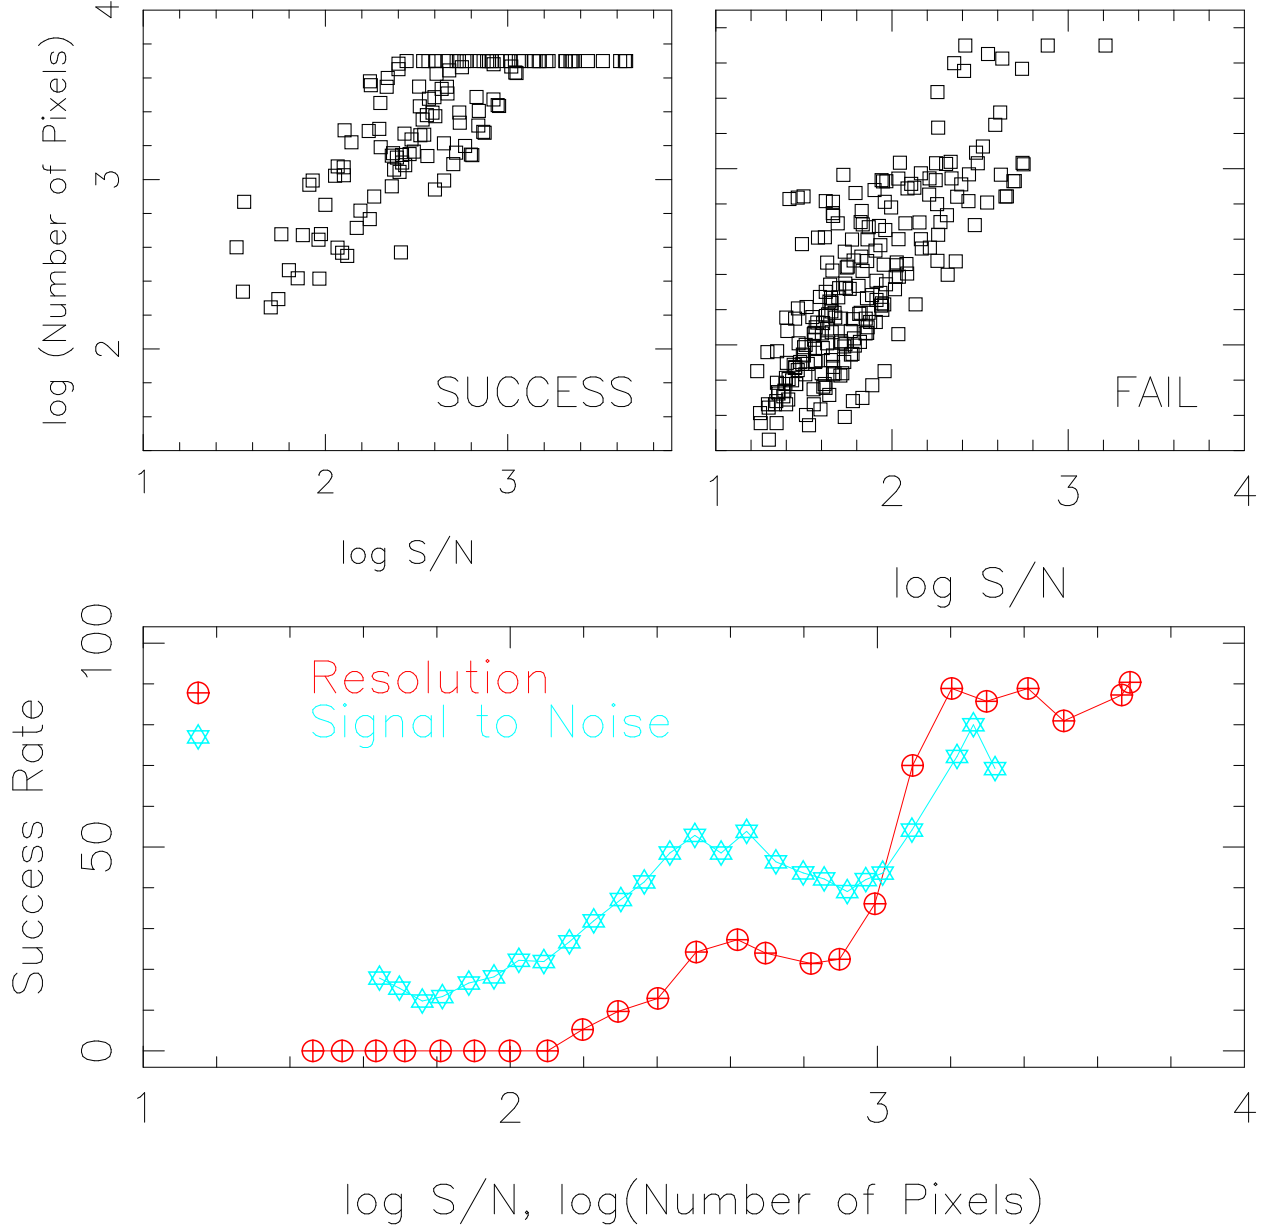 log (Number of Pixels)
4
3
2
SUCCESS
FAIL
1
2
3
1
2
3
4
log S/N
log S/N
Success Rate
100
50
0
Resolution
Signal to Noise
1
2
3
4
log S/N, log(Number of Pixels)